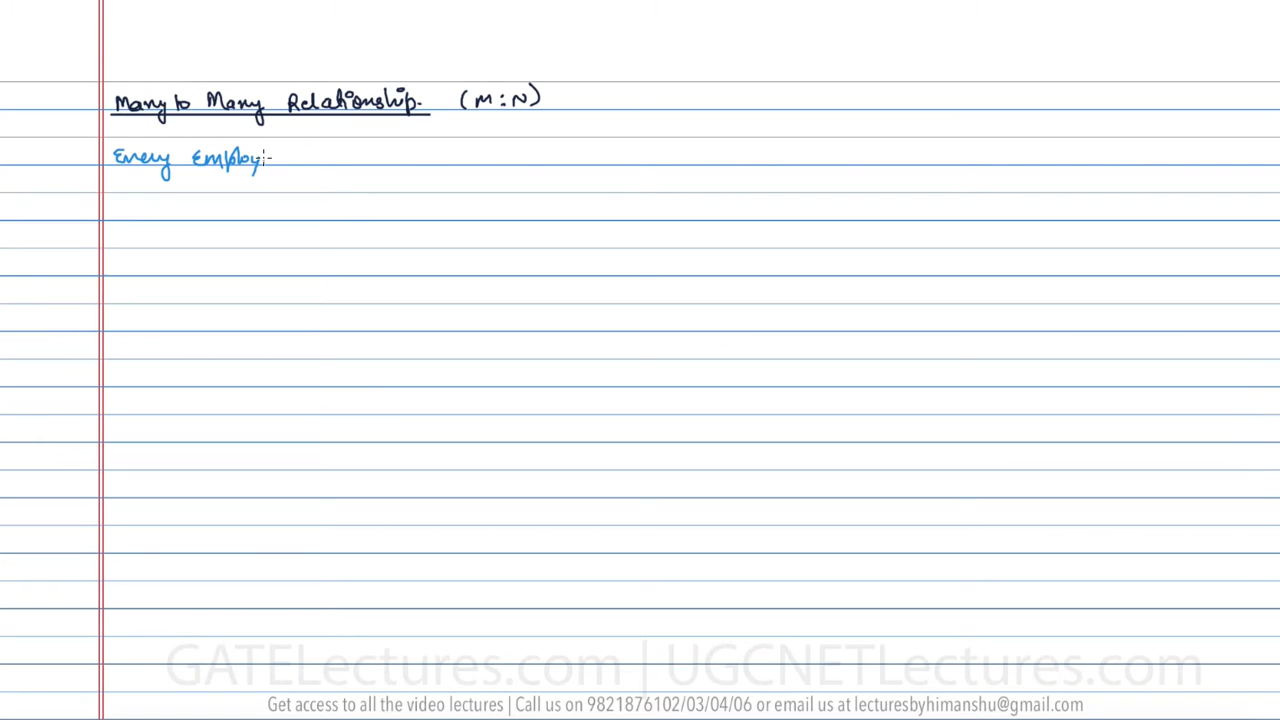 Many to Many Relationship. (M:N)
Every Employ
GATELectures.com | UGCNETLectures.com
Get access to all the video lectures | Call us on 9821876102/03/04/06 or email us at lecturesbyhimanshu@gmail.com